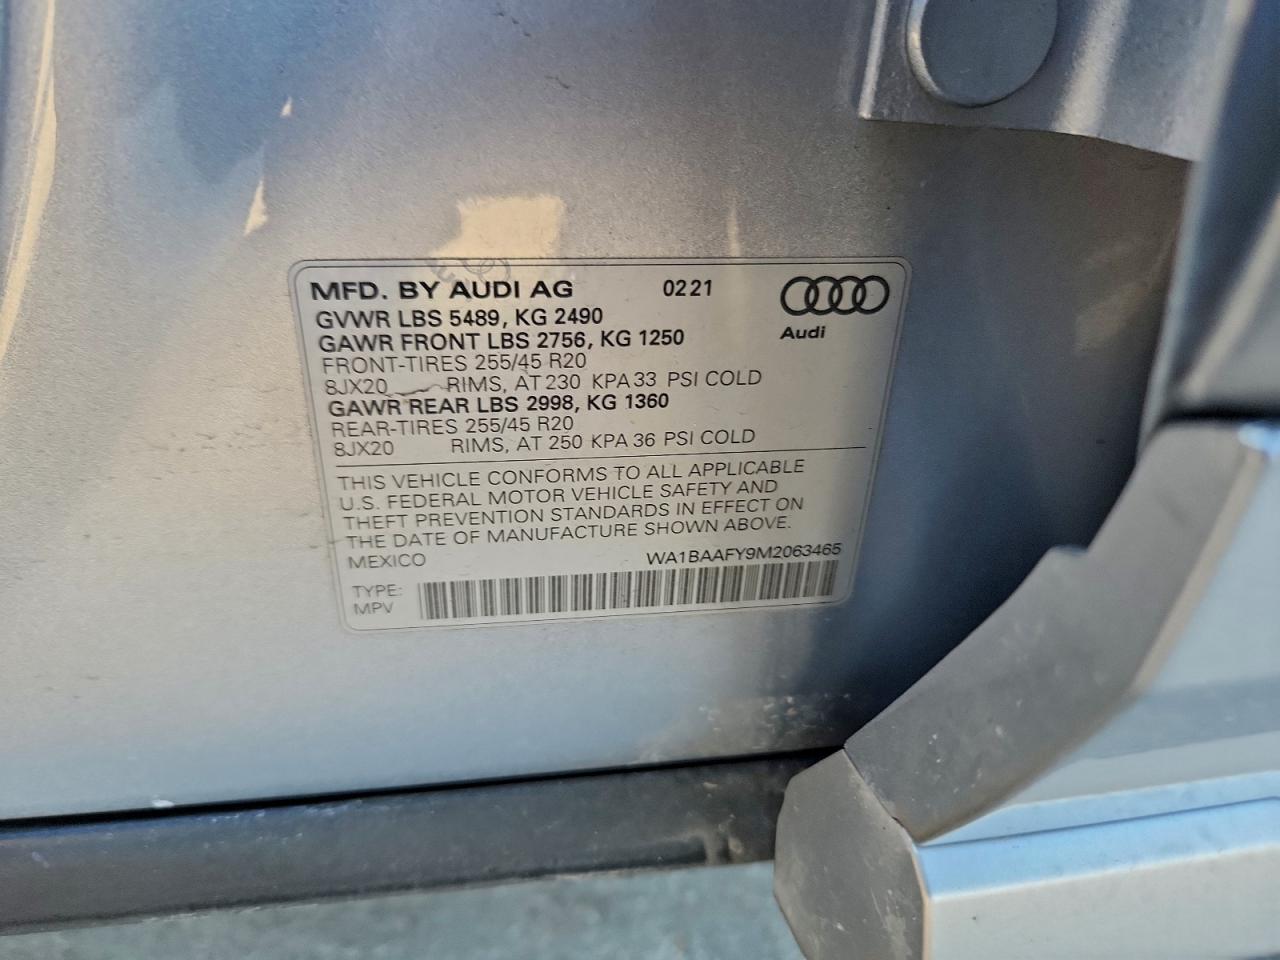 MFD. BY AUDI AG 0221
GVWR LBS 5489, KG 2490
GAWR FRONT LBS 2756, KG 1250
Audi
FRONT-TIRES 255/45 R20
8JX20 RIMS, AT 230 KPA 33 PSI COLD
GAWR REAR LBS 2998, KG 1360
REAR-TIRES 255/45 R20
8JX20 RIMS, AT 250 KPA 36 PSI COLD
THIS VEHICLE CONFORMS TO ALL APPLICABLE
U.S. FEDERAL MOTOR VEHICLE SAFETY AND
THEFT PREVENTION STANDARDS IN EFFECT ON
THE DATE OF MANUFACTURE SHOWN ABOVE.
MEXICO WA1BAAFY9M2063465
TYPE:
MPV